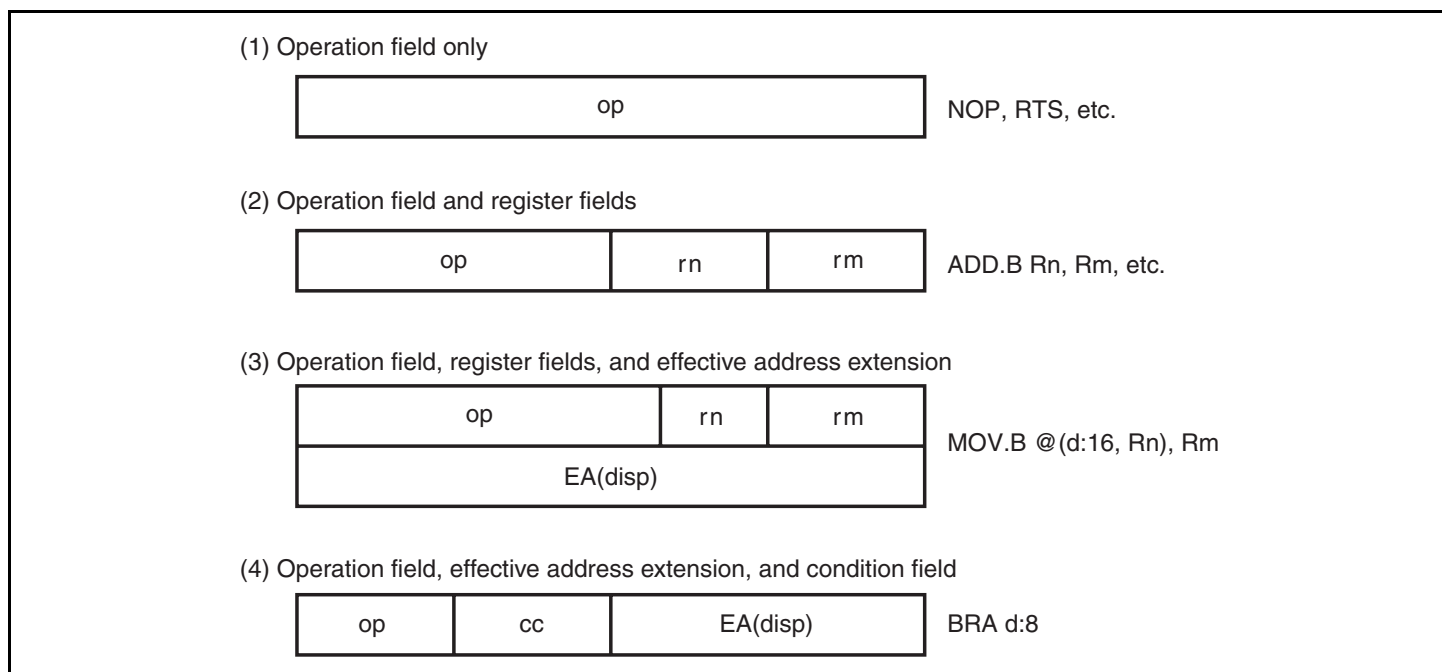 (1) Operation field only
op
NOP, RTS, etc.
(2) Operation field and register fields
op rn rm
ADD.B Rn, Rm, etc.
(3) Operation field, register fields, and effective address extension
op rn rm
EA(disp)
MOV.B @(d:16, Rn), Rm
(4) Operation field, effective address extension, and condition field
op cc EA(disp)
BRA d:8